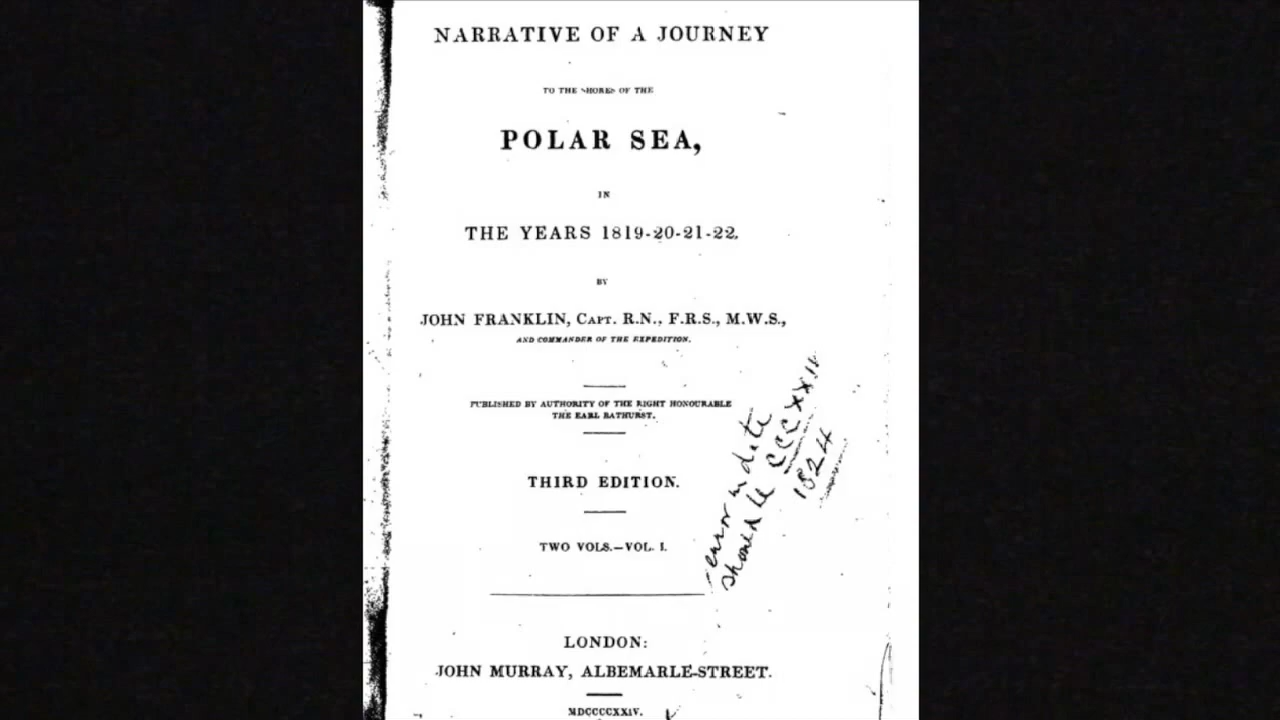 NARRATIVE OF A JOURNEY
TO THE SHORES OF THE
POLAR SEA,
IN
THE YEARS 1819-20-21-22.
BY
JOHN FRANKLIN, CAPT. R.N., F.R.S., M.W.S.,
AND COMMANDER OF THE EXPEDITION.
PUBLISHED BY AUTHORITY OF THE RIGHT HONOURABLE
THE EARL BATHURST.
THIRD EDITION.
TWO VOLS.—VOL. I.
error in date
should be CCCXXIV
1824
LONDON:
JOHN MURRAY, ALBEMARLE-STREET.
MDCCCCXXIV.